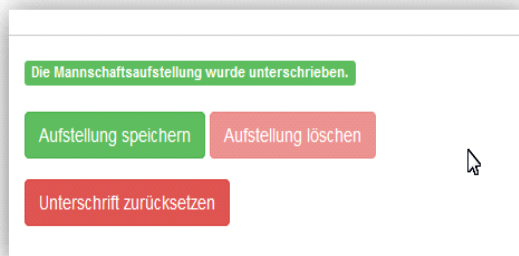 Die Mannschaftsaufstellung wurde unterschrieben.
Aufstellung speichern Aufstellung löschen
Unterschrift zurücksetzen